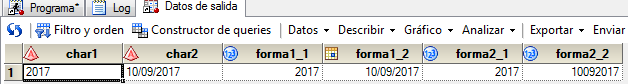 Programa* Log Datos de salida
Filtro y orden Constructor de queries Datos Describir Gráfico Analizar Exportar Enviar
char1 char2 forma1_1 forma1_2 forma2_1 forma2_2
1 2017 10/09/2017 2017 10/09/2017 2017 10092017